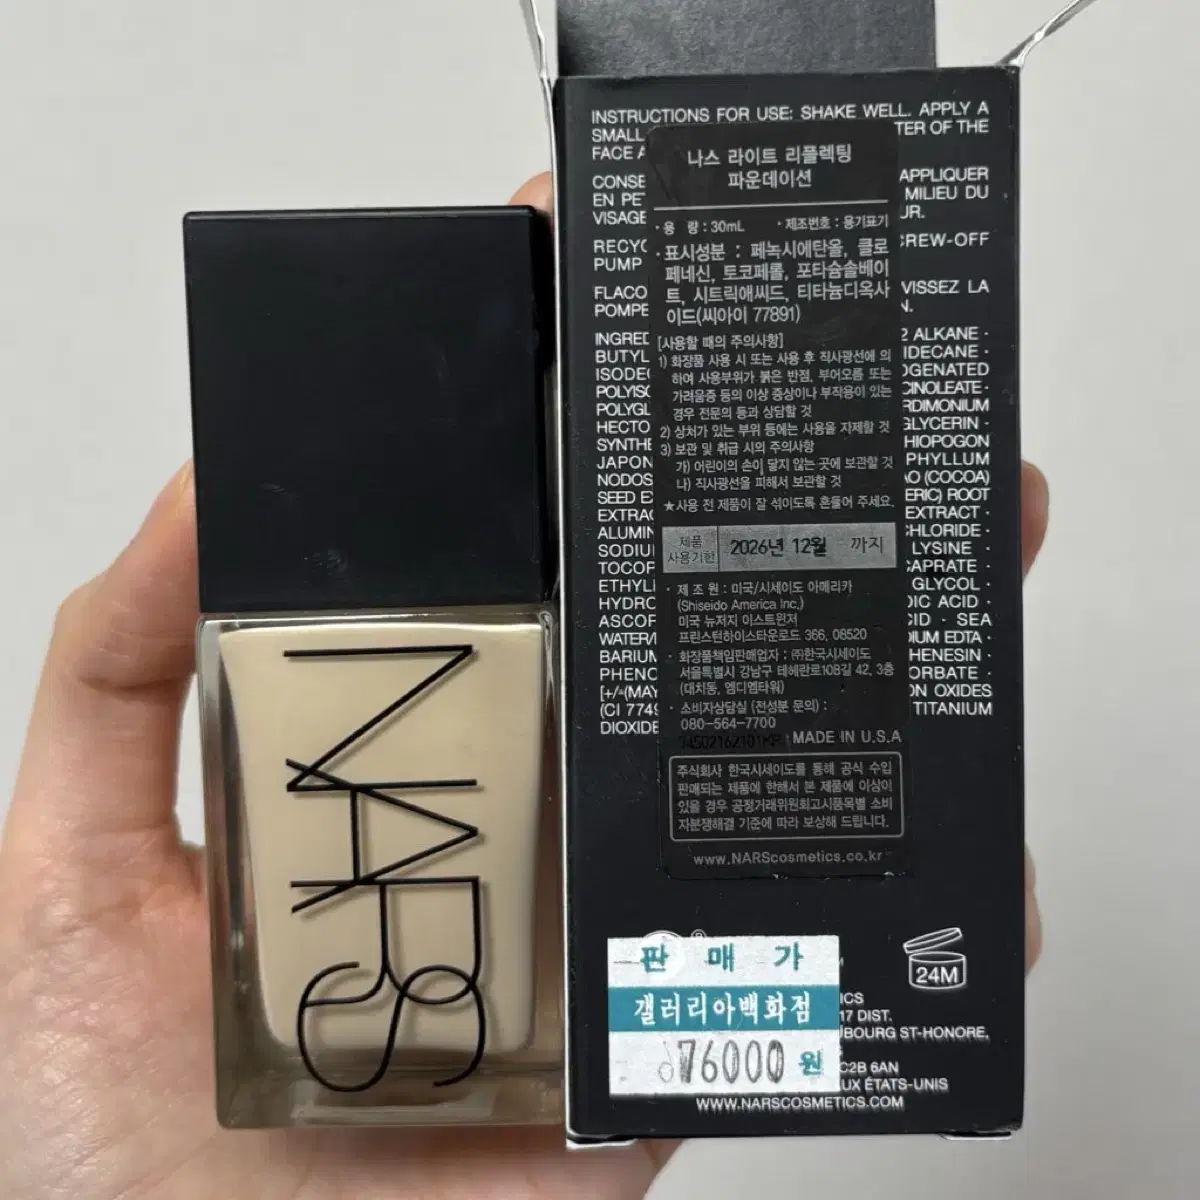 INSTRUCTIONS FOR USE: SHAKE WELL. APPLY A
SMALL TER OF THE
FACE A
CONSE APPLIQUER
EN PE MILIEU DU
VISAGE UR.
RECYC CREW-OFF
PUMP
FLACO VISSEZ LA
POMPE N.
INGRED 2 ALKANE ·
BUTYL IDECANE ·
ISODE OGENATED
POLYIS CINOLEATE ·
POLYGL RDIMONIUM
HECTO GLYCERIN ·
SYNTHE HIOPOGON
JAPON PHYLLUM
NODOS AO (COCOA)
SEED EX ERIC) ROOT
EXTRAC EXTRACT ·
ALUMIN HLORIDE ·
SODIU LYSINE ·
TOCOP CAPRATE ·
ETHYL GLYCOL ·
HYDRO DIC ACID ·
ASCOR CID · SEA
WATER/ IUM EDTA ·
BARIUM HENESIN ·
PHENO ORBATE ·
[+/-(MAY ON OXIDES
(CI 774 TITANIUM
DIOXIDE
나스 라이트 리플렉팅
파운데이션
· 용 량 : 30mL · 제조번호 : 용기표기
· 표시성분 : 페녹시에탄올, 클로
페네신, 토코페롤, 포타슘솔베이
트, 시트릭애씨드, 티타늄디옥사
이드(씨아이 77891)
[사용할 때의 주의사항]
1) 화장품 사용 시 또는 사용 후 직사광선에 의
하여 사용부위가 붉은 반점, 부어오름 또는
가려움증 등의 이상 증상이나 부작용이 있는
경우 전문의 등과 상담할 것
2) 상처가 있는 부위 등에는 사용을 자제할 것
3) 보관 및 취급 시의 주의사항
가) 어린이의 손이 닿지 않는 곳에 보관할 것
나) 직사광선을 피해서 보관할 것
★사용 전 제품이 잘 섞이도록 흔들어 주세요.
제품
사용기한 2026년 12월 까지
· 제 조 원 : 미국/시세이도 아메리카
(Shiseido America Inc.)
미국 뉴저지 이스트윈저
프린스턴하이스타운로드 366, 08520
· 화장품책임판매업자 : ㈜한국시세이도
서울특별시 강남구 테헤란로108길 42, 3층
(대치동, 엠디엠타워)
· 소비자상담실 (전성분 문의) :
080-564-7700
MADE IN U.S.A
주식회사 한국시세이도를 통해 공식 수입
판매되는 제품에 한해서 본 제품에 이상이
있을 경우 공정거래위원회고시품목별 소비
자분쟁해결 기준에 따라 보상해 드립니다.
www.NARScosmetics.co.kr
NARS
판 매 가
갤러리아백화점
76000 원
24M
ICS
17 DIST.
BOURG ST-HONORE,
C2B 6AN
UX ÉTATS-UNIS
WWW.NARSCOSMETICS.COM